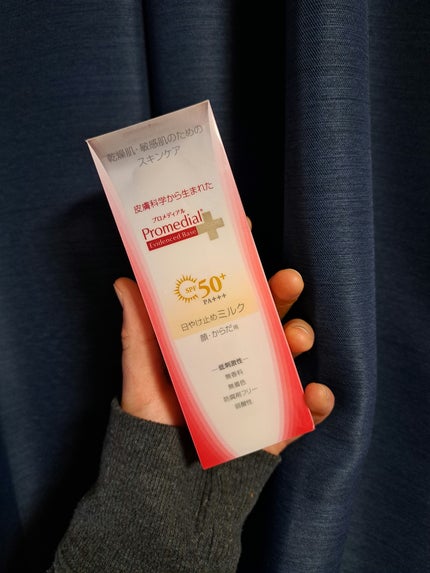 乾燥肌・敏感肌のための
スキンケア
皮膚科学から生まれた
プロメディアル
Promedial®
Evidenced Base
SPF 50+
PA+++
日やけ止めミルク
顔・からだ用
―低刺激性―
無香料
無着色
防腐剤フリー
弱酸性